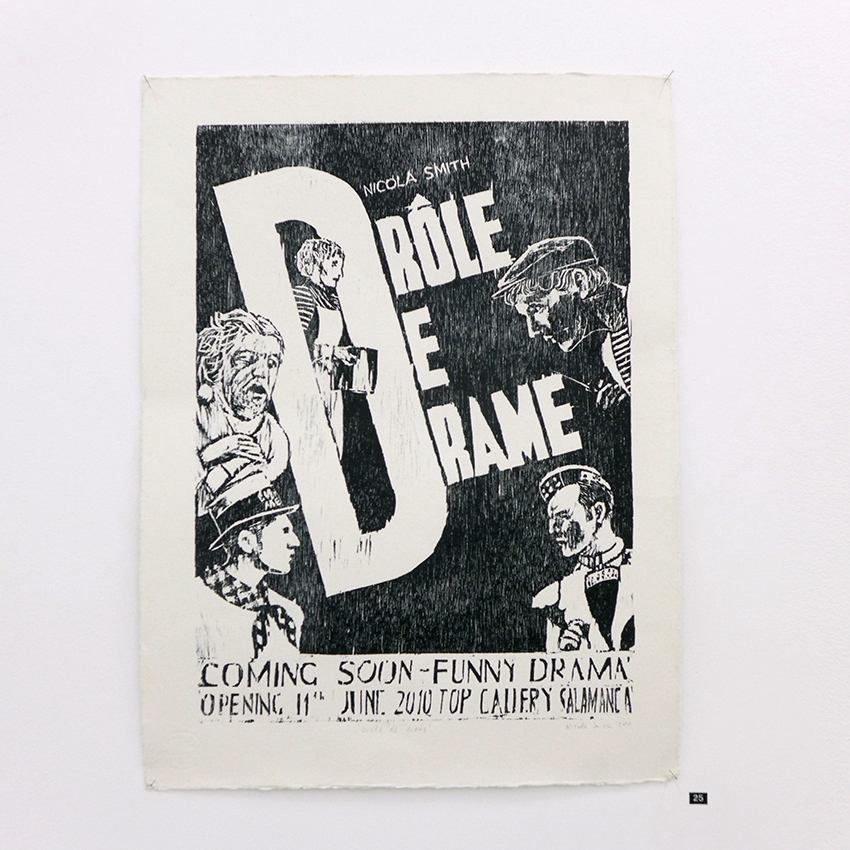 NICOLA SMITH
DRÔLE
DE
DRAME
COMING SOON - FUNNY DRAMA
OPENING 11th JUNE 2010 TOP GALLERY SALAMANCA
25